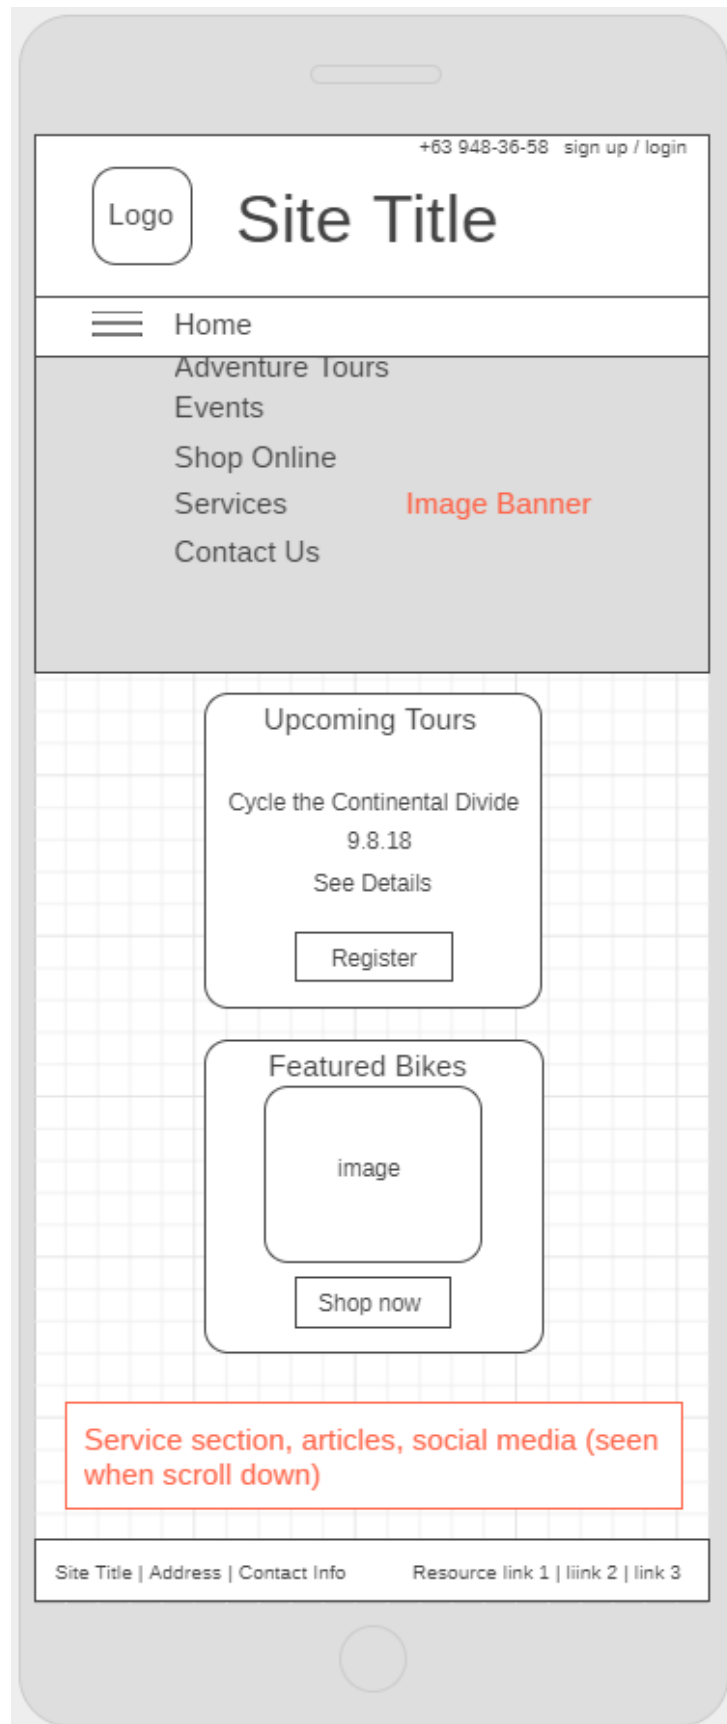 +63 948-36-58 sign up / login
Logo
Site Title
Home
Adventure Tours
Events
Shop Online
Services
Image Banner
Contact Us
Upcoming Tours
Cycle the Continental Divide
9.8.18
See Details
Register
Featured Bikes
image
Shop now
Service section, articles, social media (seen
when scroll down)
Site Title | Address | Contact Info
Resource link 1 | liink 2 | link 3